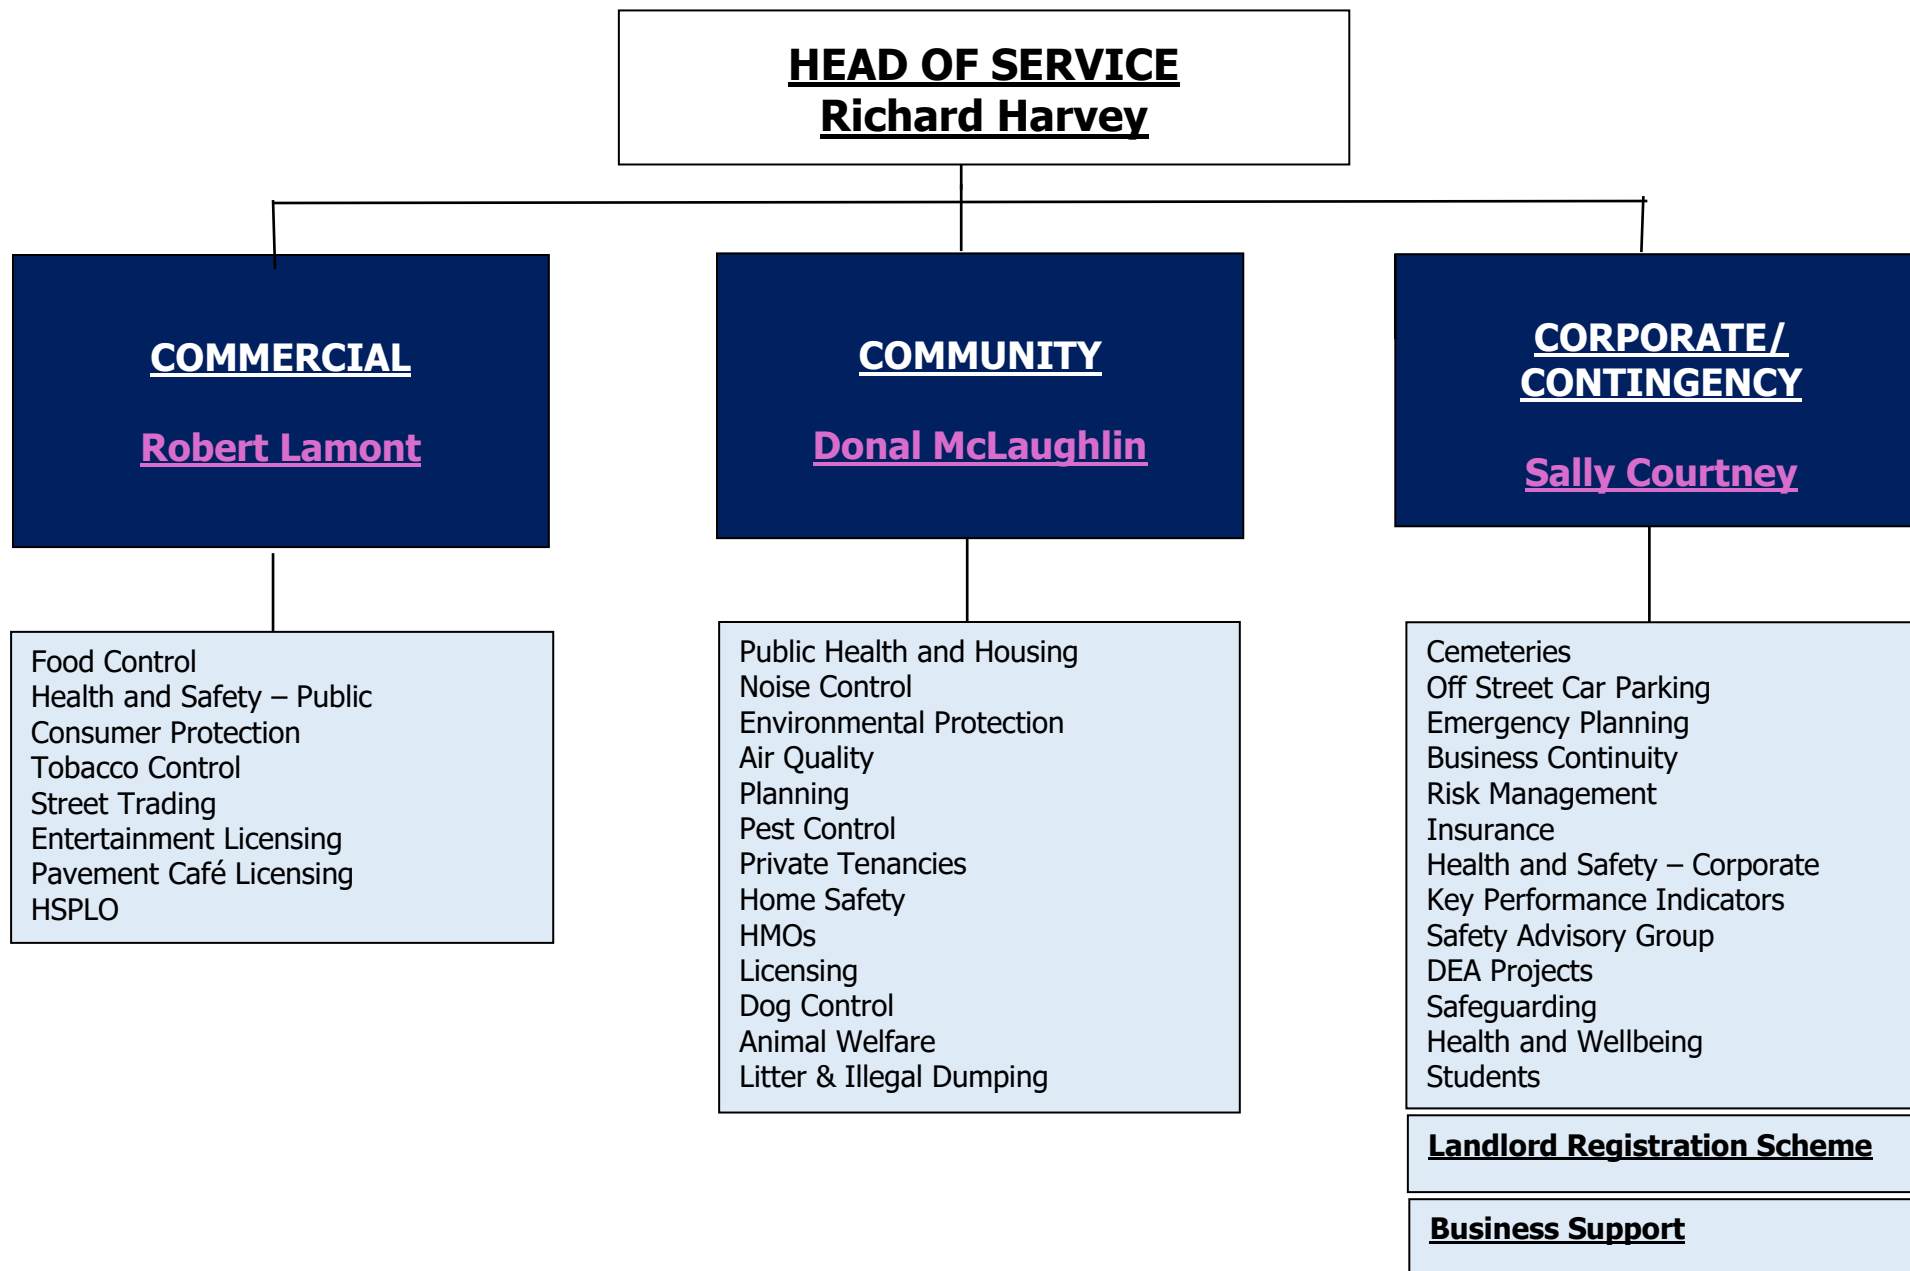 HEAD OF SERVICE
Richard Harvey
COMMERCIAL
Robert Lamont
COMMUNITY
Donal McLaughlin
CORPORATE/
CONTINGENCY
Sally Courtney
Food Control
Health and Safety – Public
Consumer Protection
Tobacco Control
Street Trading
Entertainment Licensing
Pavement Café Licensing
HSPLO
Public Health and Housing
Noise Control
Environmental Protection
Air Quality
Planning
Pest Control
Private Tenancies
Home Safety
HMOs
Licensing
Dog Control
Animal Welfare
Litter & Illegal Dumping
Cemeteries
Off Street Car Parking
Emergency Planning
Business Continuity
Risk Management
Insurance
Health and Safety – Corporate
Key Performance Indicators
Safety Advisory Group
DEA Projects
Safeguarding
Health and Wellbeing
Students
Landlord Registration Scheme
Business Support